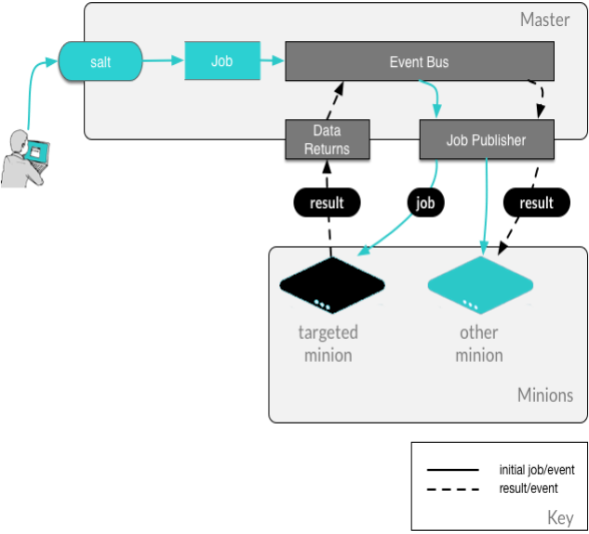 Master
salt
Job
Event Bus
Data
Returns
Job Publisher
result
job
result
targeted
minion
other
minion
Minions
initial job/event
result/event
Key